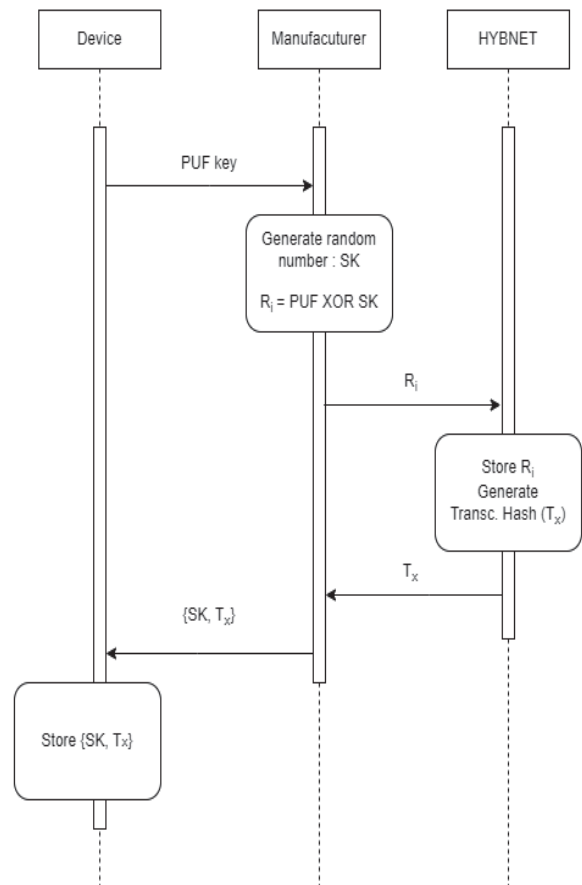 Device
Manufacuturer
HYBNET
PUF key
Generate random
number : SK
Rᵢ = PUF XOR SK
Rᵢ
Store Rᵢ
Generate
Transc. Hash (Tₓ)
Tₓ
{SK, Tₓ}
Store {SK, Tₓ}